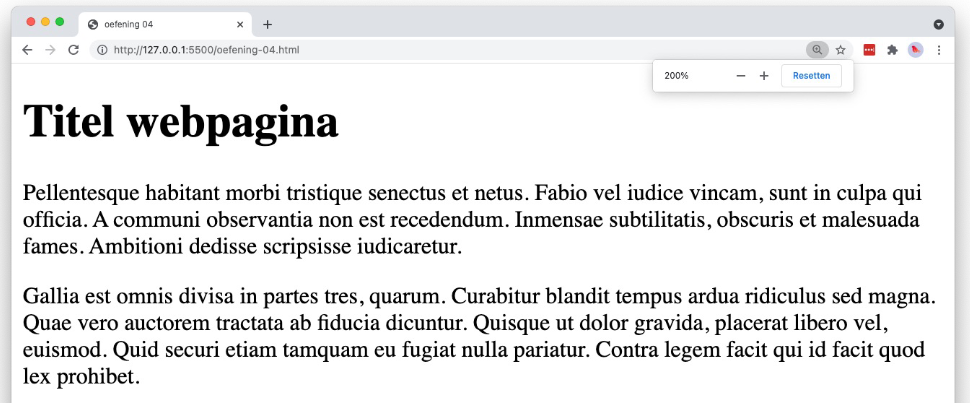 oefening 04
http://127.0.0.1:5500/oefening-04.html
200%
Resetten
Titel webpagina
Pellentesque habitant morbi tristique senectus et netus. Fabio vel iudice vincam, sunt in culpa qui
officia. A communi observantia non est recedendum. Inmensae subtilitatis, obscuris et malesuada
fames. Ambitioni dedisse scripsisse iudicaretur.
Gallia est omnis divisa in partes tres, quarum. Curabitur blandit tempus ardua ridiculus sed magna.
Quae vero auctorem tractata ab fiducia dicuntur. Quisque ut dolor gravida, placerat libero vel,
euismod. Quid securi etiam tamquam eu fugiat nulla pariatur. Contra legem facit qui id facit quod
lex prohibet.